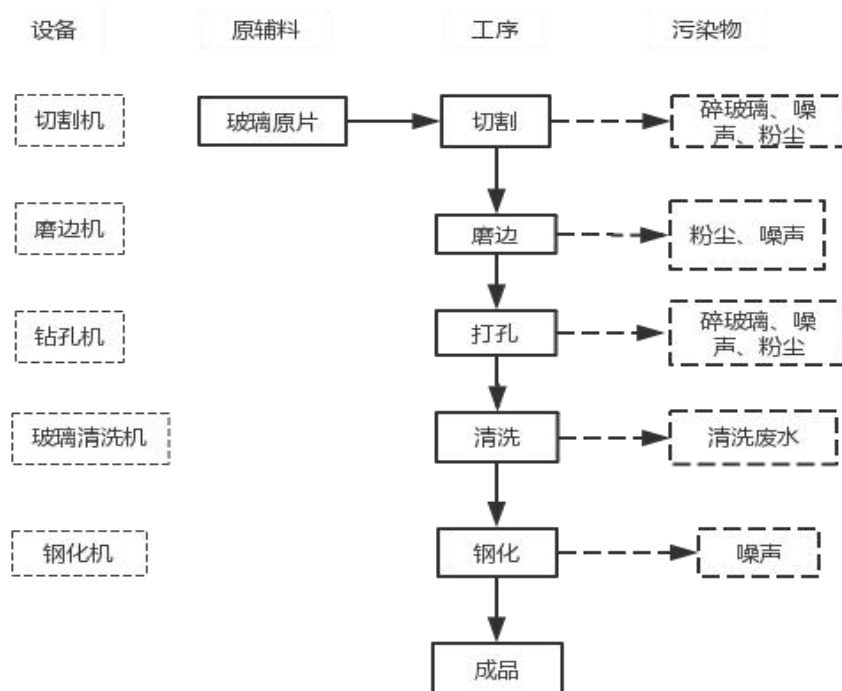 设备 原辅料 工序 污染物
切割机 玻璃原片 切割 碎玻璃、噪
声、粉尘
磨边机 磨边 粉尘、噪声
钻孔机 打孔 碎玻璃、噪
声、粉尘
玻璃清洗机 清洗 清洗废水
钢化机 钢化 噪声
成品